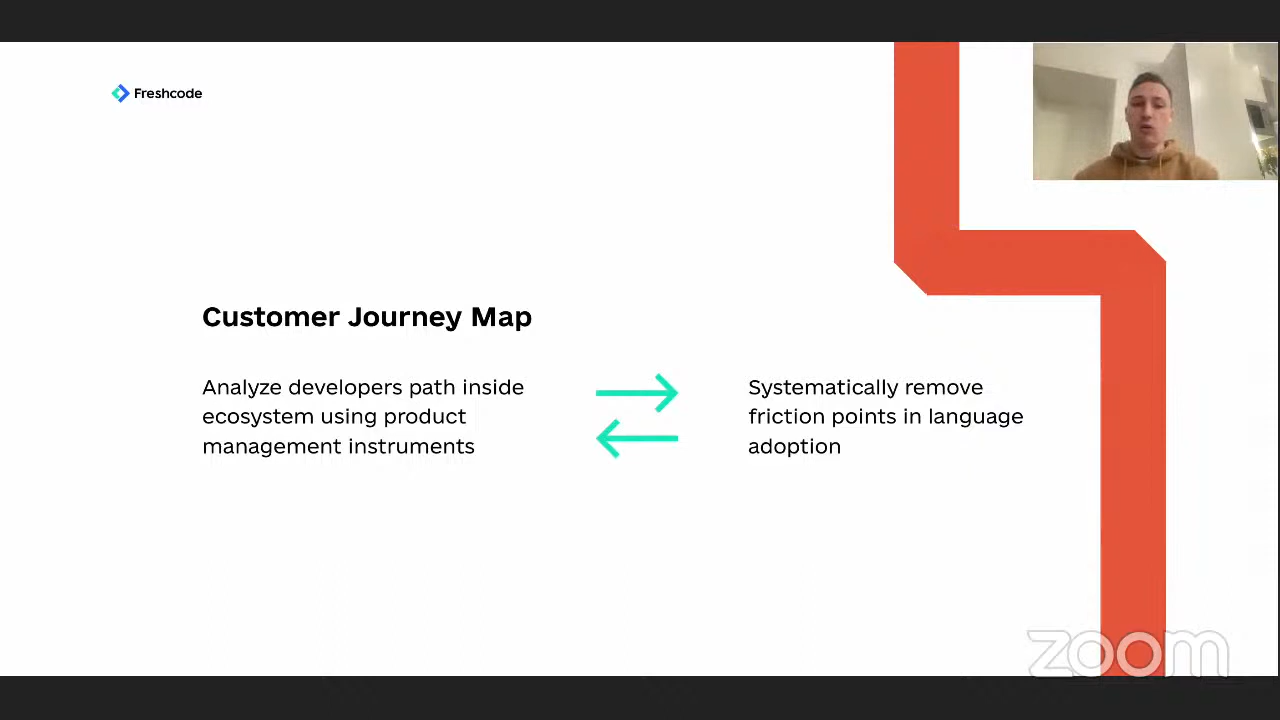 Freshcode
Customer Journey Map
Analyze developers path inside
ecosystem using product
management instruments
Systematically remove
friction points in language
adoption
zoom